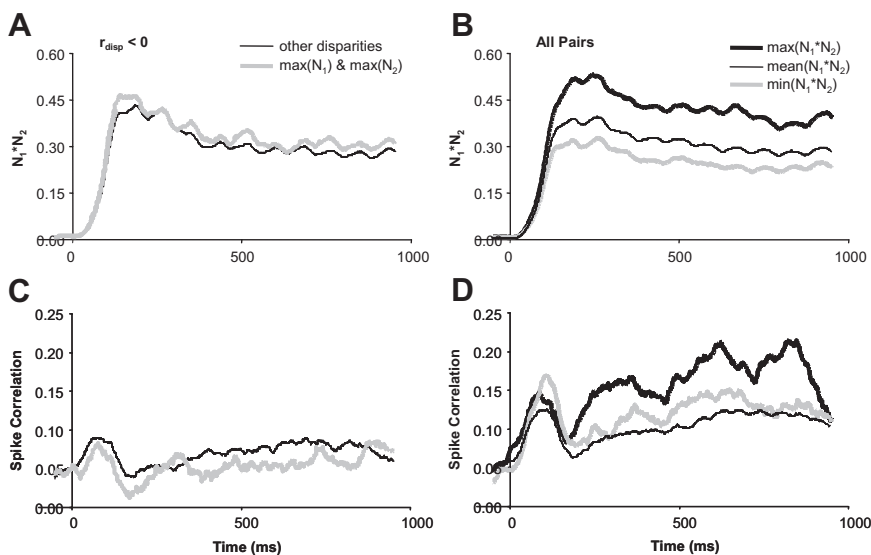 A
r_disp < 0
other disparities
max(N₁) & max(N₂)
N₁*N₂
0.60
0.45
0.30
0.15
0.00
0
500
1000
B
All Pairs
max(N₁*N₂)
mean(N₁*N₂)
min(N₁*N₂)
N₁*N₂
0.60
0.45
0.30
0.15
0.00
0
500
1000
C
Spike Correlation
0.25
0.20
0.15
0.10
0.05
0.00
0
500
1000
Time (ms)
D
Spike Correlation
0.25
0.20
0.15
0.10
0.05
0.00
0
500
1000
Time (ms)